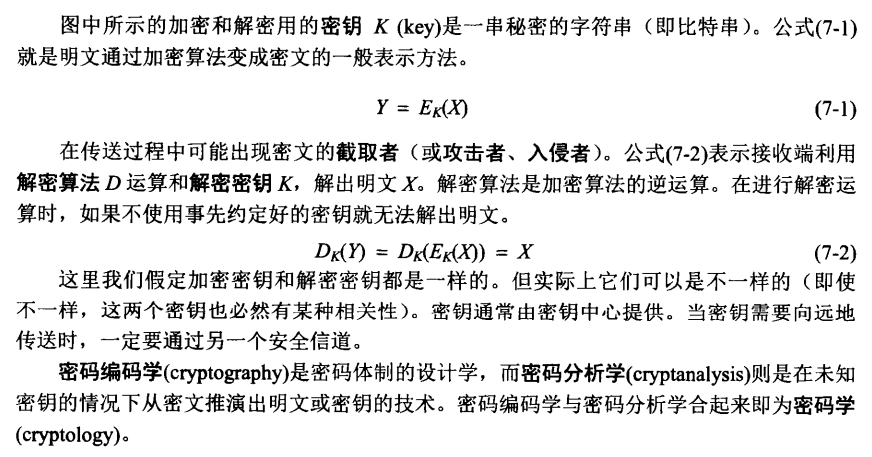 图中所示的加密和解密用的密钥 K (key)是一串秘密的字符串（即比特串）。公式(7-1)
就是明文通过加密算法变成密文的一般表示方法。
Y = EK(X) (7-1)
在传送过程中可能出现密文的截取者（或攻击者、入侵者）。公式(7-2)表示接收端利用
解密算法 D 运算和解密密钥 K，解出明文 X。解密算法是加密算法的逆运算。在进行解密运
算时，如果不使用事先约定好的密钥就无法解出明文。
DK(Y) = DK(EK(X)) = X (7-2)
这里我们假定加密密钥和解密密钥都是一样的。但实际上它们可以是不一样的（即使
不一样，这两个密钥也必然有某种相关性）。密钥通常由密钥中心提供。当密钥需要向远地
传送时，一定要通过另一个安全信道。
密码编码学(cryptography)是密码体制的设计学，而密码分析学(cryptanalysis)则是在未知
密钥的情况下从密文推演出明文或密钥的技术。密码编码学与密码分析学合起来即为密码学
(cryptology)。